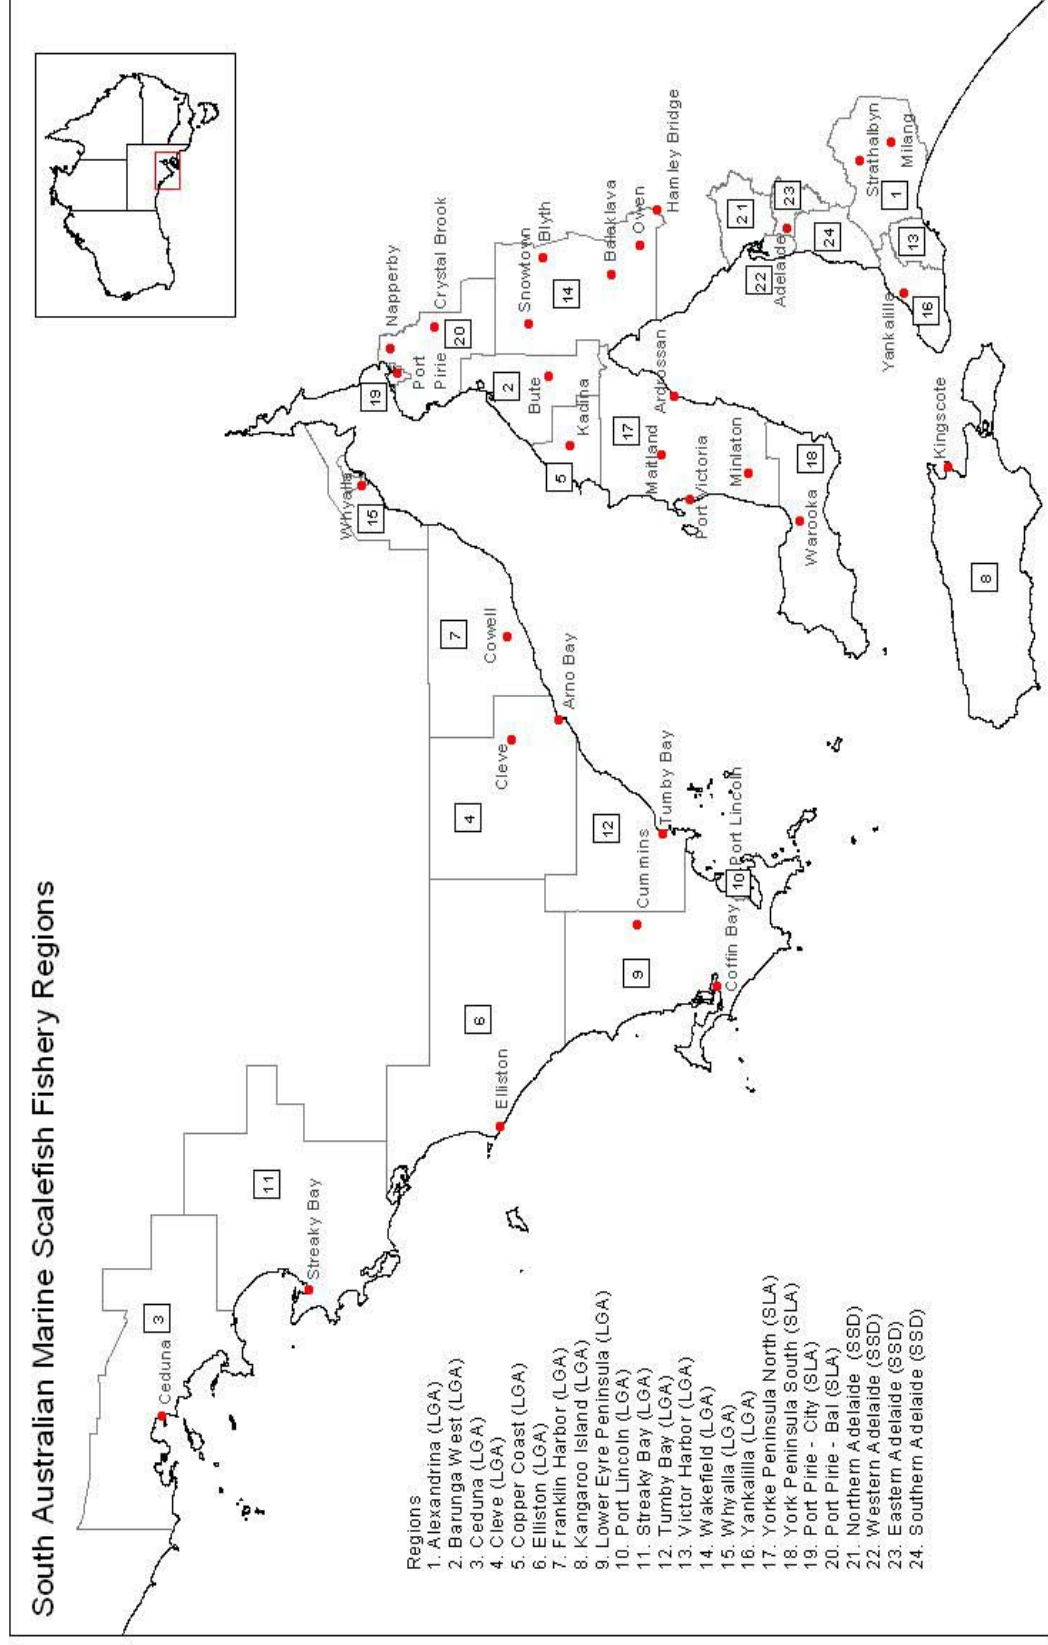 South Australian Marine Scalefish Fishery Regions
3
Ceduna
11
Streaky Bay
Elliston
6
9
Coffin Bay
Cummins
10
Port Lincoln
12
Tumby Bay
4
Cleve
Arno Bay
7
Cowell
Whyalla
15
19
Napperby
Port
Pirie
Crystal Brook
20
Snowtown
Blyth
14
Balaklava
Owen
Hamley Bridge
2
Bute
Kadina
5
17
Maitland
Ardrossan
Port Victoria
Minlaton
18
Warooka
21
22
Adelaide
23
24
Strathalbyn
Milang
1
13
Yankalilla
16
Kingscote
8
Regions
1. Alexandrina (LGA)
2. Barunga West (LGA)
3. Ceduna (LGA)
4. Cleve (LGA)
5. Copper Coast (LGA)
6. Elliston (LGA)
7. Franklin Harbor (LGA)
8. Kangaroo Island (LGA)
9. Lower Eyre Peninsula (LGA)
10. Port Lincoln (LGA)
11. Streaky Bay (LGA)
12. Tumby Bay (LGA)
13. Victor Harbor (LGA)
14. Wakefield (LGA)
15. Whyalla (LGA)
16. Yankalilla (LGA)
17. Yorke Peninsula North (SLA)
18. York Peninsula South (SLA)
19. Port Pirie - City (SLA)
20. Port Pirie - Bal (SLA)
21. Northern Adelaide (SSD)
22. Western Adelaide (SSD)
23. Eastern Adelaide (SSD)
24. Southern Adelaide (SSD)